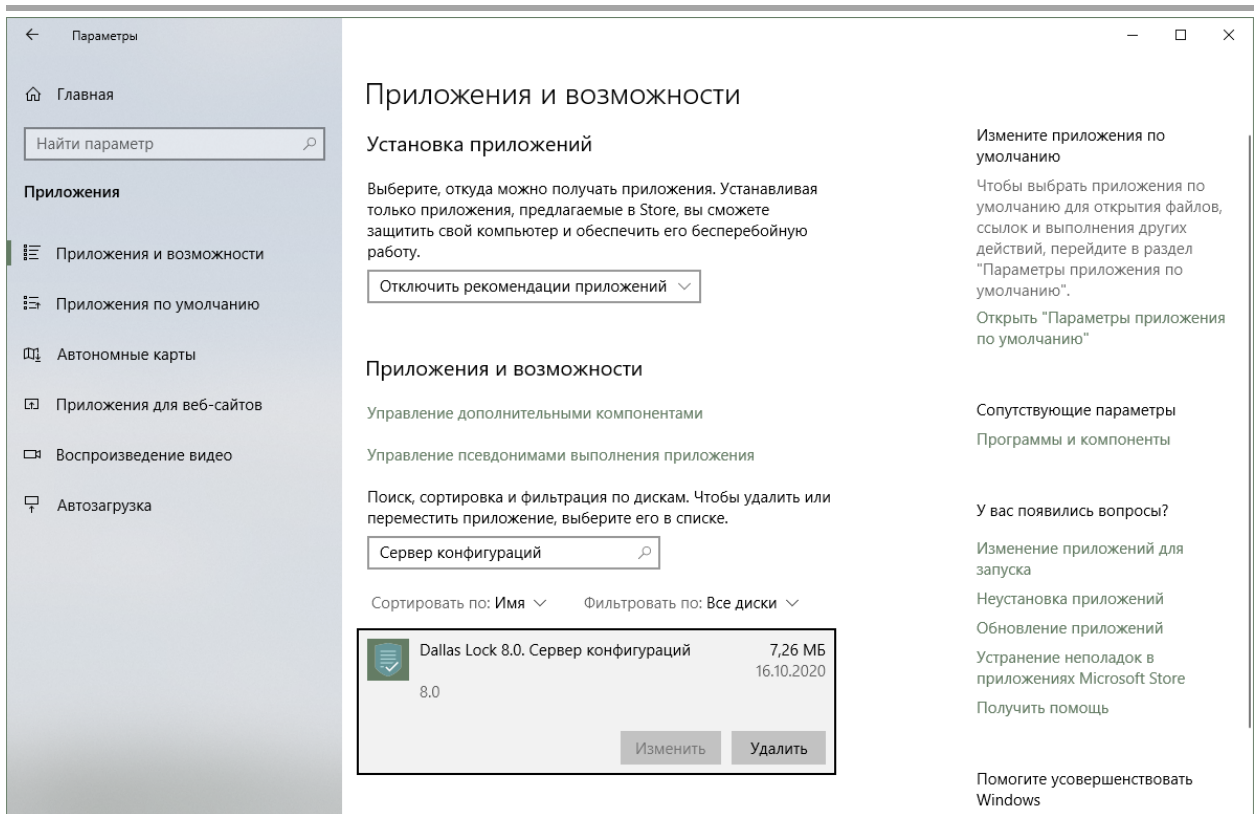 Параметры
Главная
Найти параметр
Приложения
Приложения и возможности
Приложения по умолчанию
Автономные карты
Приложения для веб-сайтов
Воспроизведение видео
Автозагрузка
Приложения и возможности
Установка приложений
Выберите, откуда можно получать приложения. Устанавливая
только приложения, предлагаемые в Store, вы сможете
защитить свой компьютер и обеспечить его бесперебойную
работу.
Отключить рекомендации приложений
Приложения и возможности
Управление дополнительными компонентами
Управление псевдонимами выполнения приложения
Поиск, сортировка и фильтрация по дискам. Чтобы удалить или
переместить приложение, выберите его в списке.
Сервер конфигураций
Сортировать по: Имя Фильтровать по: Все диски
Dallas Lock 8.0. Сервер конфигураций 7,26 МБ
16.10.2020
8.0
Изменить Удалить
Измените приложения по
умолчанию
Чтобы выбрать приложения по
умолчанию для открытия файлов,
ссылок и выполнения других
действий, перейдите в раздел
"Параметры приложения по
умолчанию".
Открыть "Параметры приложения
по умолчанию"
Сопутствующие параметры
Программы и компоненты
У вас появились вопросы?
Изменение приложений для
запуска
Неустановка приложений
Обновление приложений
Устранение неполадок в
приложениях Microsoft Store
Получить помощь
Помогите усовершенствовать
Windows